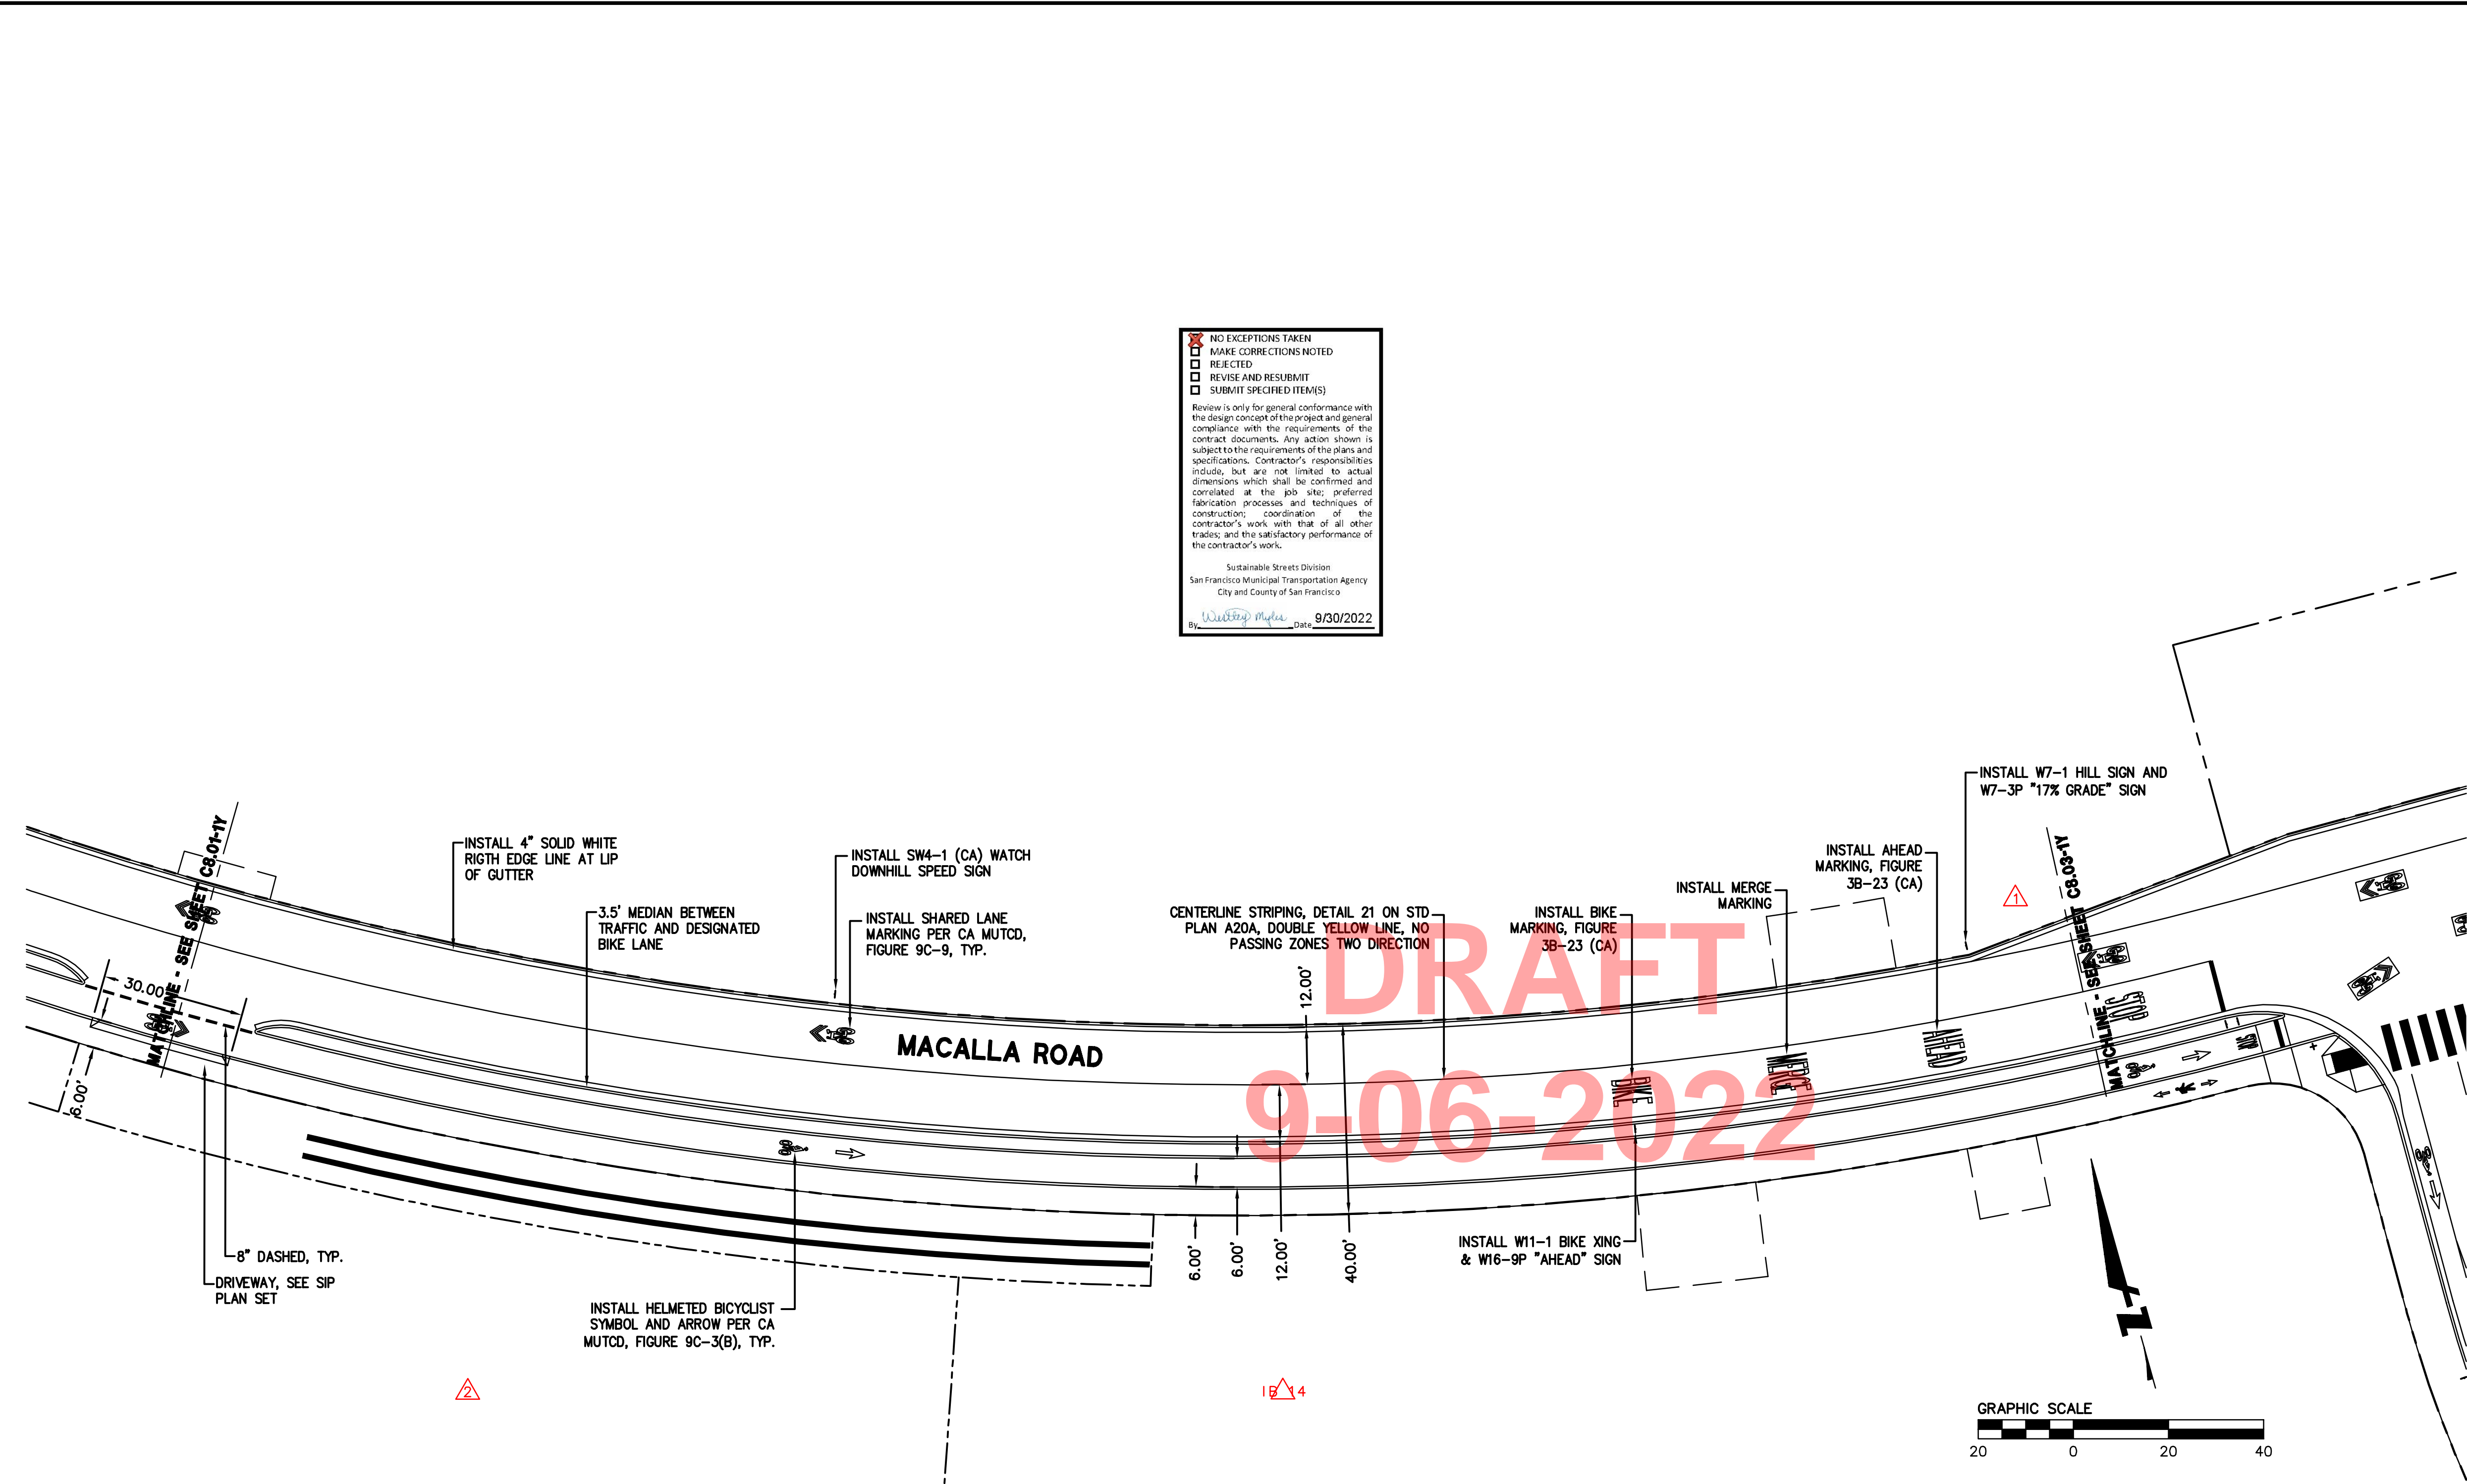 NO EXCEPTIONS TAKEN
MAKE CORRECTIONS NOTED
REJECTED
REVISE AND RESUBMIT
SUBMIT SPECIFIED ITEM(S)
Review is only for general conformance with
the design concept of the project and general
compliance with the requirements of the
contract documents. Any action shown is
subject to the requirements of the plans and
specifications. Contractor's responsibilities
include, but are not limited to actual
dimensions which shall be confirmed and
correlated at the job site; preferred
fabrication processes and techniques of
construction; coordination of the
contractor's work with that of all other
trades; and the satisfactory performance of
the contractor's work.
Sustainable Streets Division
San Francisco Municipal Transportation Agency
City and County of San Francisco
By Westley Myles Date 9/30/2022
INSTALL W7-1 HILL SIGN AND
W7-3P "17% GRADE" SIGN
MATCHLINE - SEE SHEET C8.01-1Y
INSTALL 4" SOLID WHITE
RIGTH EDGE LINE AT LIP
OF GUTTER
INSTALL SW4-1 (CA) WATCH
DOWNHILL SPEED SIGN
INSTALL AHEAD
MARKING, FIGURE
3B-23 (CA)
MATCHLINE - SEE SHEET C8.03-1Y
1
INSTALL MERGE
MARKING
3.5' MEDIAN BETWEEN
TRAFFIC AND DESIGNATED
BIKE LANE
INSTALL SHARED LANE
MARKING PER CA MUTCD,
FIGURE 9C-9, TYP.
CENTERLINE STRIPING, DETAIL 21 ON STD
PLAN A20A, DOUBLE YELLOW LINE, NO
PASSING ZONES TWO DIRECTION
INSTALL BIKE
MARKING, FIGURE
3B-23 (CA)
DRAFT
9-06-2022
30.00'
12.00'
MACALLA ROAD
BIKE
MERGE
AHEAD
STOP
6.00'
8" DASHED, TYP.
DRIVEWAY, SEE SIP
PLAN SET
INSTALL HELMETED BICYCLIST
SYMBOL AND ARROW PER CA
MUTCD, FIGURE 9C-3(B), TYP.
6.00'
6.00'
12.00'
40.00'
INSTALL W11-1 BIKE XING
& W16-9P "AHEAD" SIGN
2
IB 14
Z
GRAPHIC SCALE
20 0 20 40